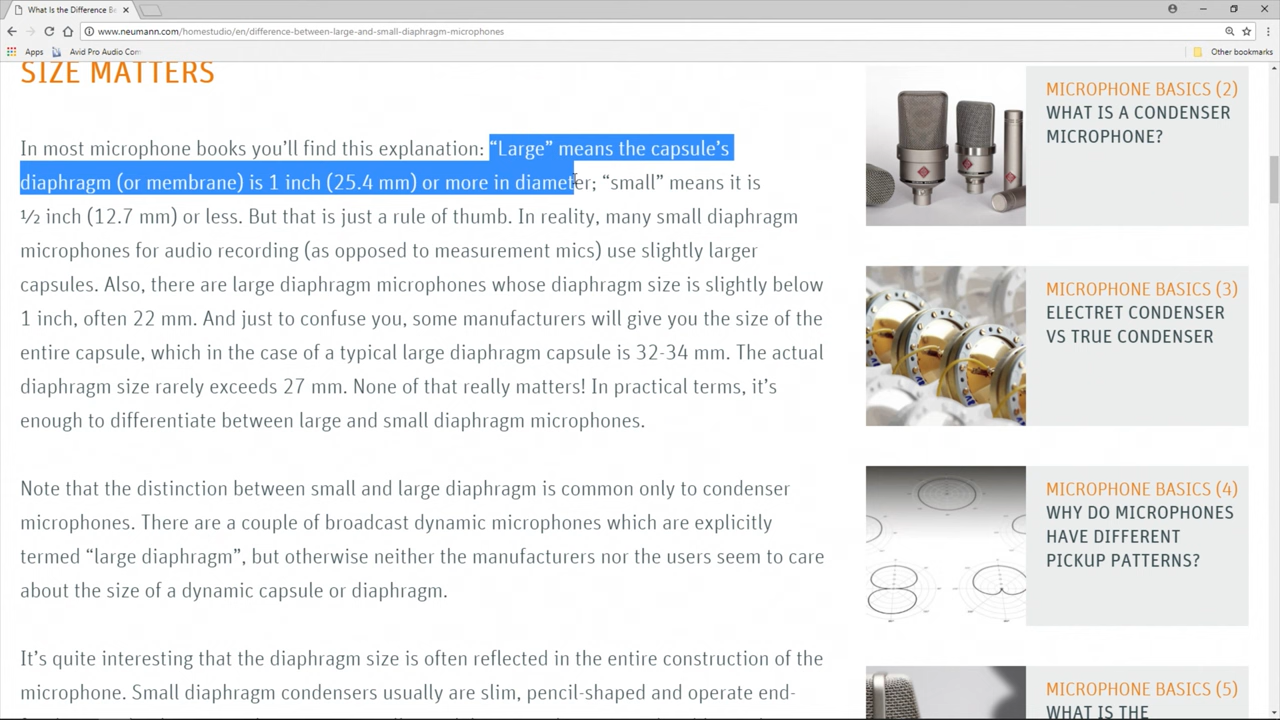 What Is the Difference B
www.neumann.com/homestudio/en/difference-between-large-and-small-diaphragm-microphones
Apps
Avid Pro Audio Com
Other bookmarks
SIZE MATTERS
In most microphone books you’ll find this explanation: “Large” means the capsule’s
diaphragm (or membrane) is 1 inch (25.4 mm) or more in diameter; “small” means it is
½ inch (12.7 mm) or less. But that is just a rule of thumb. In reality, many small diaphragm
microphones for audio recording (as opposed to measurement mics) use slightly larger
capsules. Also, there are large diaphragm microphones whose diaphragm size is slightly below
1 inch, often 22 mm. And just to confuse you, some manufacturers will give you the size of the
entire capsule, which in the case of a typical large diaphragm capsule is 32-34 mm. The actual
diaphragm size rarely exceeds 27 mm. None of that really matters! In practical terms, it’s
enough to differentiate between large and small diaphragm microphones.
Note that the distinction between small and large diaphragm is common only to condenser
microphones. There are a couple of broadcast dynamic microphones which are explicitly
termed “large diaphragm”, but otherwise neither the manufacturers nor the users seem to care
about the size of a dynamic capsule or diaphragm.
It’s quite interesting that the diaphragm size is often reflected in the entire construction of the
microphone. Small diaphragm condensers usually are slim, pencil-shaped and operate end-
MICROPHONE BASICS (2)
WHAT IS A CONDENSER
MICROPHONE?
MICROPHONE BASICS (3)
ELECTRET CONDENSER
VS TRUE CONDENSER
MICROPHONE BASICS (4)
WHY DO MICROPHONES
HAVE DIFFERENT
PICKUP PATTERNS?
MICROPHONE BASICS (5)
WHAT IS THE